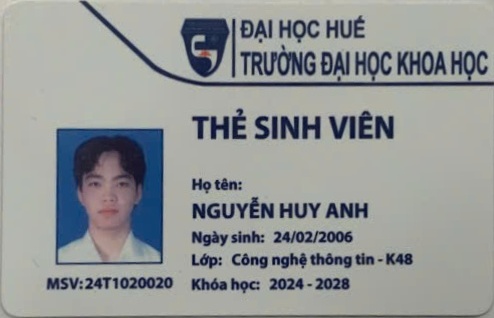 ĐẠI HỌC HUẾ
TRƯỜNG ĐẠI HỌC KHOA HỌC
THẺ SINH VIÊN
Họ tên:
NGUYỄN HUY ANH
Ngày sinh: 24/02/2006
Lớp: Công nghệ thông tin - K48
MSV:24T1020020 Khóa học: 2024 - 2028